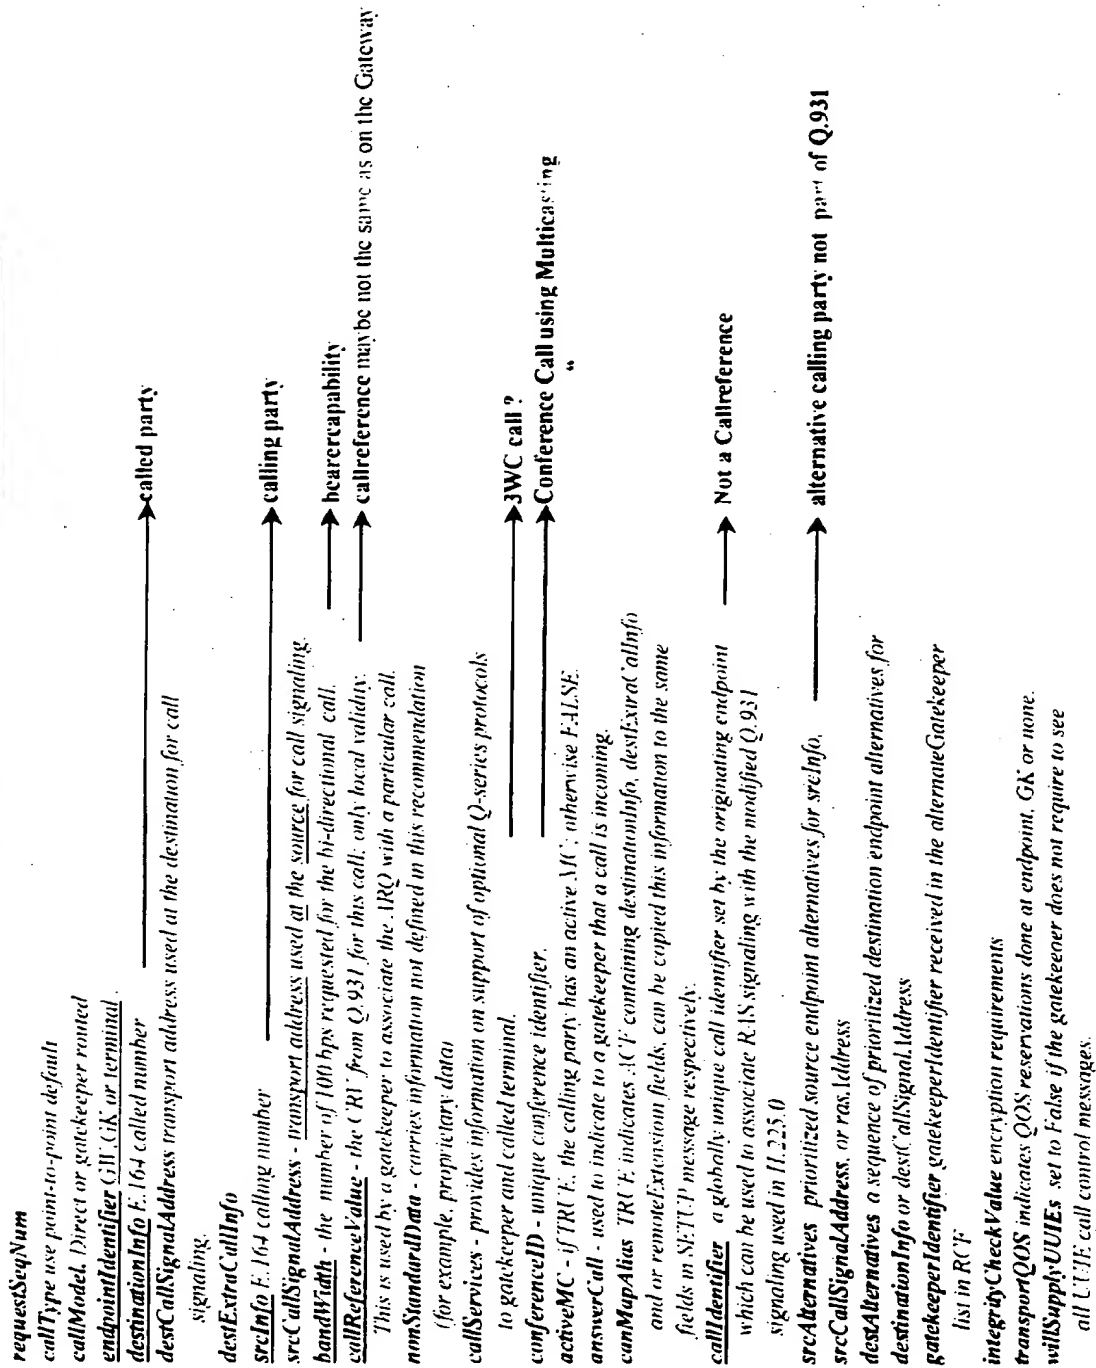 requestSeqNum
callType use point-to-point default
callModel, Direct or gatekeeper routed
endpointIdentifier GW, GK or terminal.
destinationInfo E.164 called number called party
destCallSignalAddress transport address used at the destination for call
signaling.
destExtraCallInfo
srcInfo E.164 calling number calling party
srcCallSignalAddress - transport address used at the source for call signaling.
bandWidth - the number of 100 bps requested for the bi-directional call. bearercapability
callReferenceValue - the CRV from Q.931 for this call; only local validity. callreference maybe not the same as on the Gateway
This is used by a gatekeeper to associate the ARQ with a particular call.
nonStandardData - carries information not defined in this recommendation
(for example, proprietary data)
callServices - provides information on support of optional Q-series protocols
to gatekeeper and called terminal. 3WC call ?
conferenceID - unique conference identifier. Conference Call using Multicasting
activeMC - if TRUE, the calling party has an active MC; otherwise FALSE.
answerCall - used to indicate to a gatekeeper that a call is incoming.
canMapAlias TRUE indicates ACF containing destinationInfo, destExtraCallInfo
and or remoteExtension fields, can be copied this information to the same
fields in SETUP message respectively.
callIdentifier a globally unique call identifier set by the originating endpoint Not a Callreference
which can be used to associate RAS signaling with the modified Q.931
signaling used in H.225.0
srcAlternatives prioritized source endpoint alternatives for srcInfo, alternative calling party not part of Q.931
srcCallSignalAddress, or rasAddress
destAlternatives a sequence of prioritized destination endpoint alternatives for
destinationInfo or destCallSignalAddress
gatekeeperIdentifier gatekeeperIdentifier received in the alternateGatekeeper
list in RCF
integrityCheckValue encryption requirements
transportQOS indicates QOS reservations done at endpoint, GK or none.
willSupplyUUIEs set to False if the gatekeeper does not require to see
all UUIE call control messages.